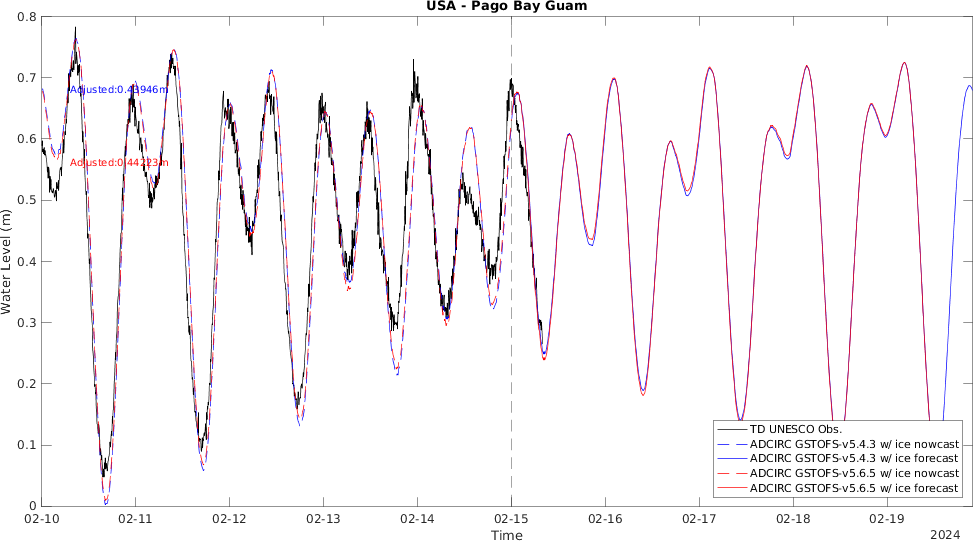 USA - Pago Bay Guam
0.8
0.7
0.6
0.5
0.4
0.3
0.2
0.1
0
Water Level (m)
Adjusted:0.43946m
Adjusted:0.44223m
TD UNESCO Obs.
ADCIRC GSTOFS-v5.4.3 w/ ice nowcast
ADCIRC GSTOFS-v5.4.3 w/ ice forecast
ADCIRC GSTOFS-v5.6.5 w/ ice nowcast
ADCIRC GSTOFS-v5.6.5 w/ ice forecast
02-10 02-11 02-12 02-13 02-14 02-15 02-16 02-17 02-18 02-19
Time
2024